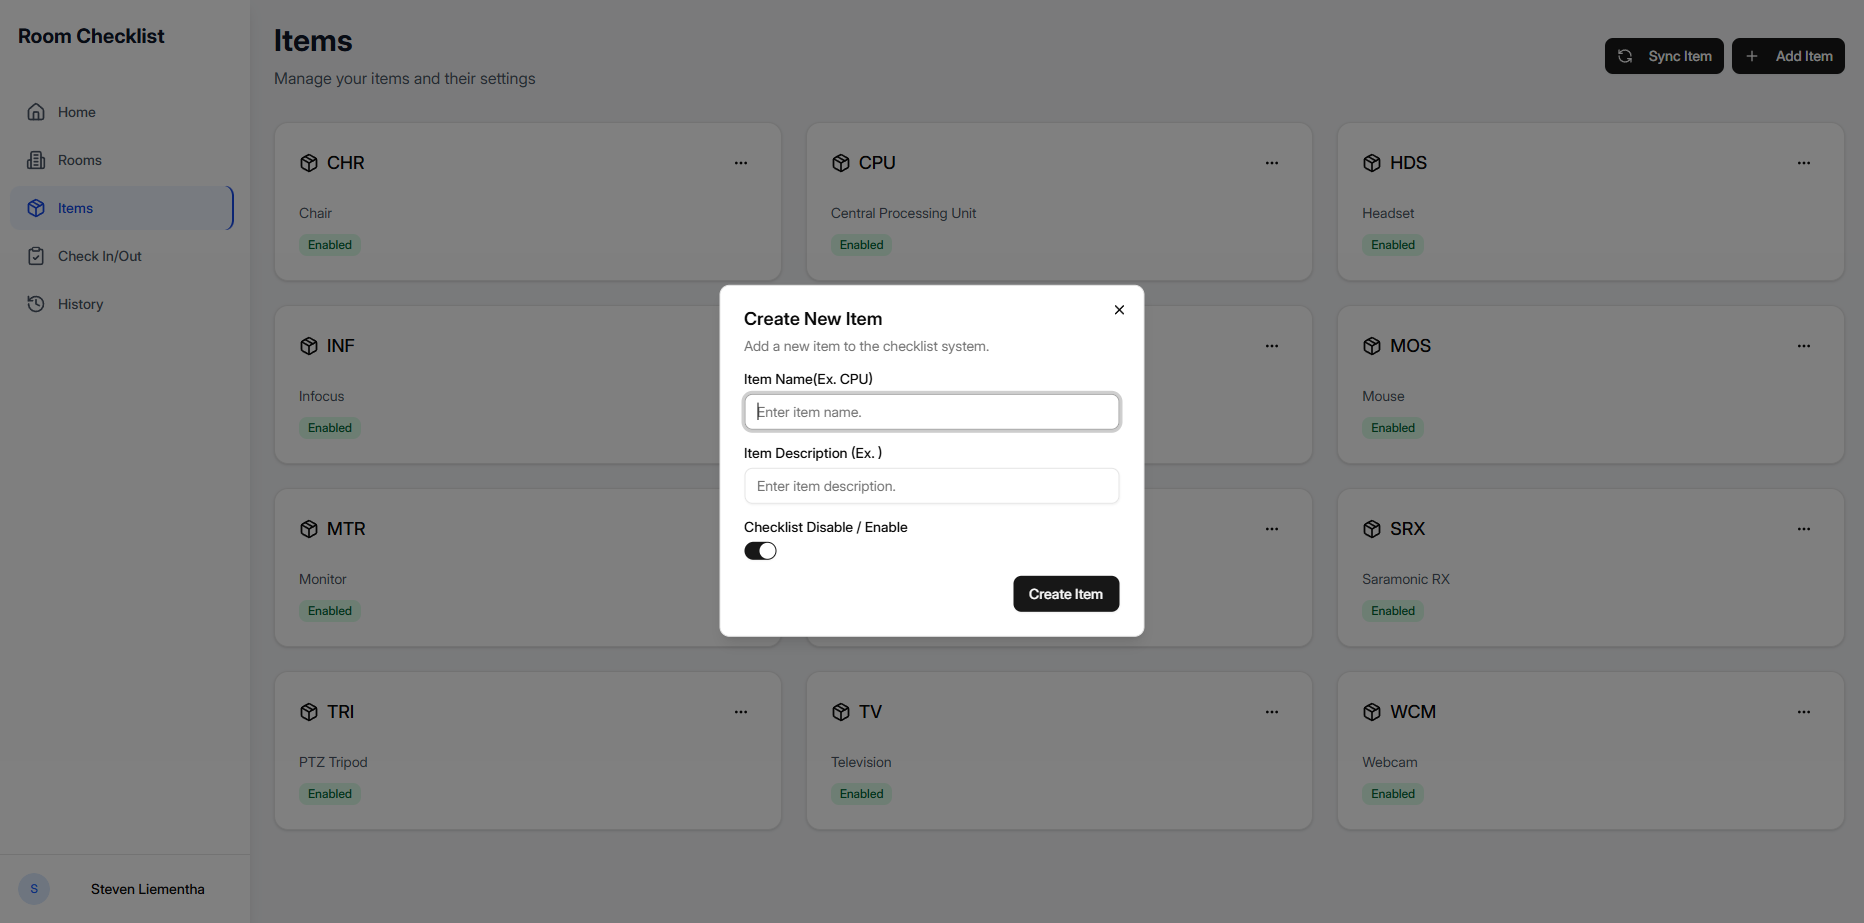 Room Checklist
Home
Rooms
Items
Check In/Out
History
S
Steven Liementha
Items
Manage your items and their settings
Sync Item
Add Item
CHR
Chair
Enabled
CPU
Central Processing Unit
Enabled
HDS
Headset
Enabled
INF
Infocus
Enabled
MOS
Mouse
Enabled
MTR
Monitor
Enabled
SRX
Saramonic RX
Enabled
TRI
PTZ Tripod
Enabled
TV
Television
Enabled
WCM
Webcam
Enabled
Create New Item
Add a new item to the checklist system.
Item Name(Ex. CPU)
Enter item name.
Item Description (Ex. )
Enter item description.
Checklist Disable / Enable
Create Item